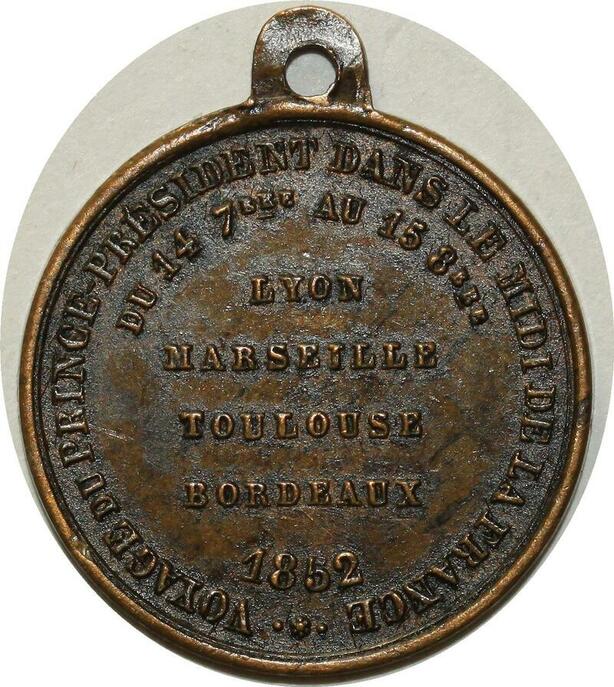 VOYAGE DU PRINCE-PRÉSIDENT DANS LE MIDI DE LA FRANCE
DU 14 7BRE AU 15 8BRE
LYON
MARSEILLE
TOULOUSE
BORDEAUX
1852